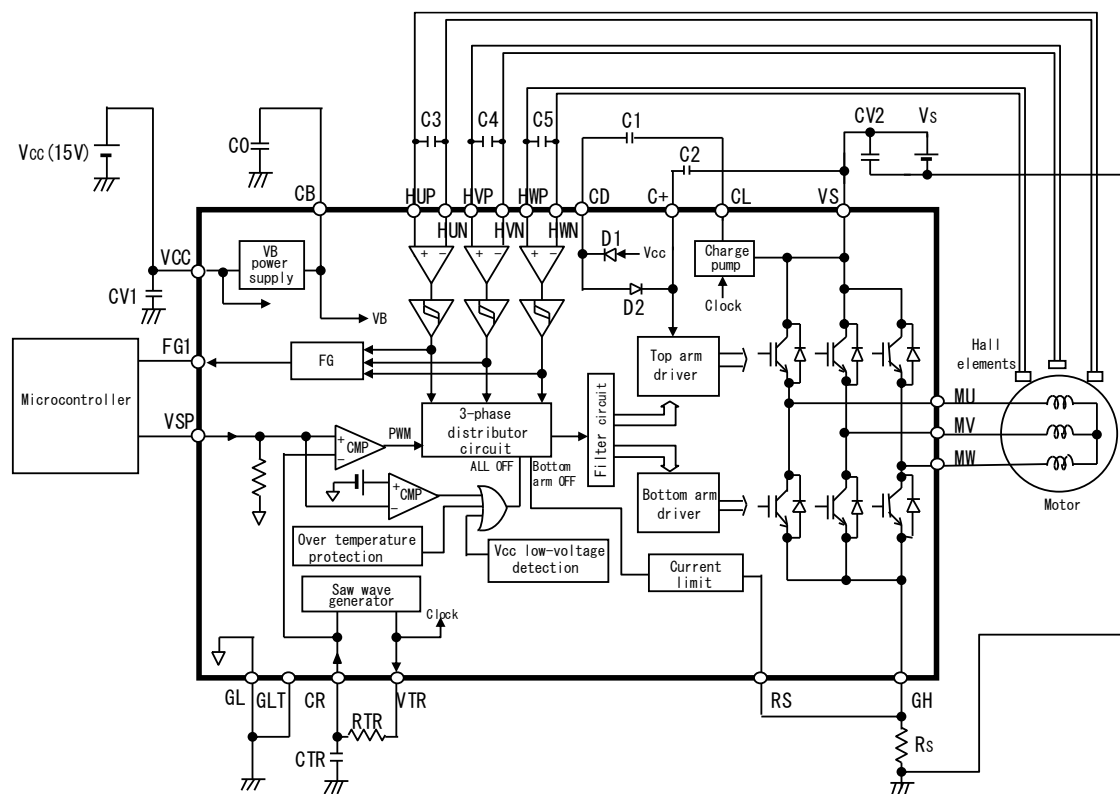 C3
C4
C5
C1
C2
CV2
VS
VCC (15V)
C0
CB
HUP
HVP
HWP
CD
C+
CL
VS
HUN
HVN
HWN
VCC
VB
power
supply
D1
Vcc
Charge
pump
CV1
D2
Clock
VB
FG1
FG
Top arm
driver
Hall
elements
Microcontroller
3-phase
distributor
circuit
Filter circuit
MU
VSP
PWM
MV
CMP
ALL OFF
Bottom
arm OFF
MW
CMP
Bottom arm
driver
Motor
Over temperature
protection
Vcc low-voltage
detection
Current
limit
Saw wave
generator
Clock
GL
GLT
CR
VTR
RS
GH
RTR
RS
CTR